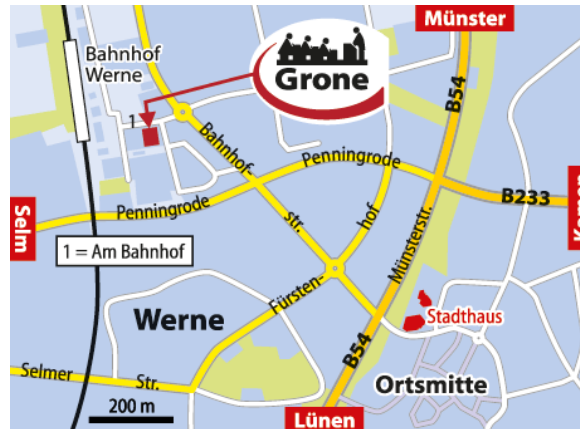 Münster
Bahnhof
Werne
Grone
B54
1
Bahnhof-
str.
Penningrode
Penningrode
hof
B233
Selm
Münsterstr.
1 = Am Bahnhof
Fürsten-
Stadthaus
Werne
B54
Selmer
Str.
Ortsmitte
200 m
Lünen